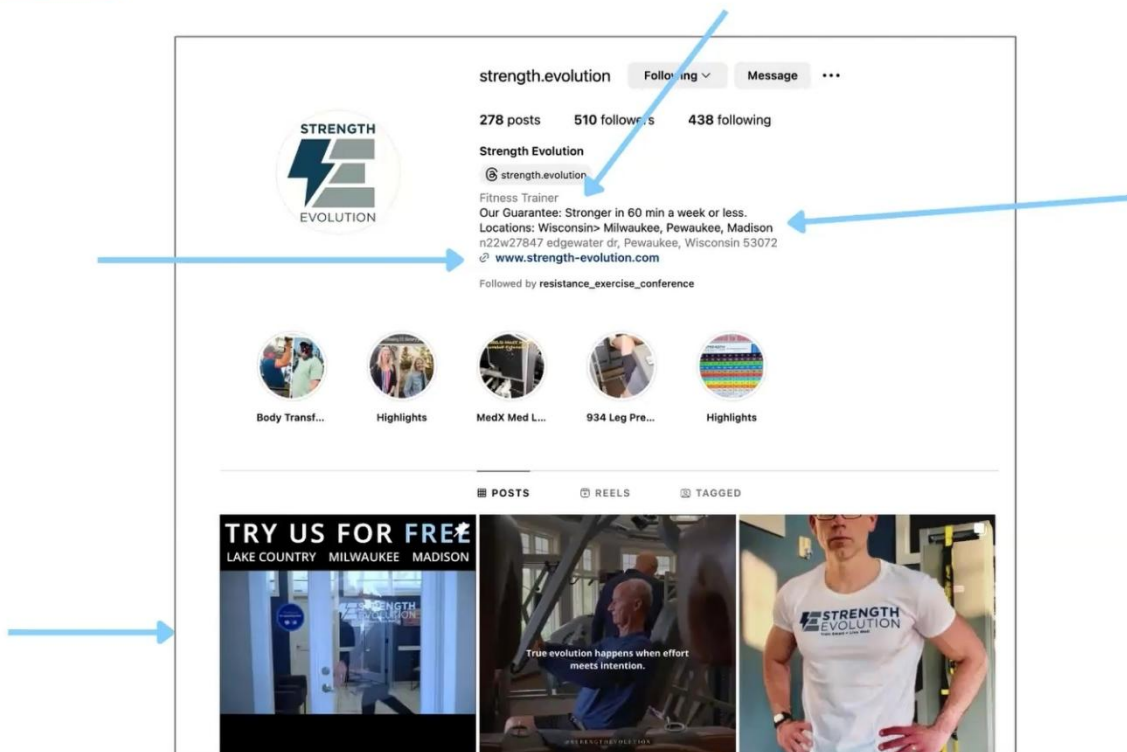 strength.evolution Following Message
278 posts 510 followers 438 following
STRENGTH
EVOLUTION
Strength Evolution
strength.evolution
Fitness Trainer
Our Guarantee: Stronger in 60 min a week or less.
Locations: Wisconsin> Milwaukee, Pewaukee, Madison
n22w27847 edgewater dr, Pewaukee, Wisconsin 53072
www.strength-evolution.com
Followed by resistance_exercise_conference
Body Transf... Highlights MedX Med L... 934 Leg Pre... Highlights
POSTS REELS TAGGED
TRY US FOR FREE
LAKE COUNTRY MILWAUKEE MADISON
STRENGTH
EVOLUTION
True evolution happens when effort
meets intention.
@STRENGTHEVOLUTION
STRENGTH
EVOLUTION